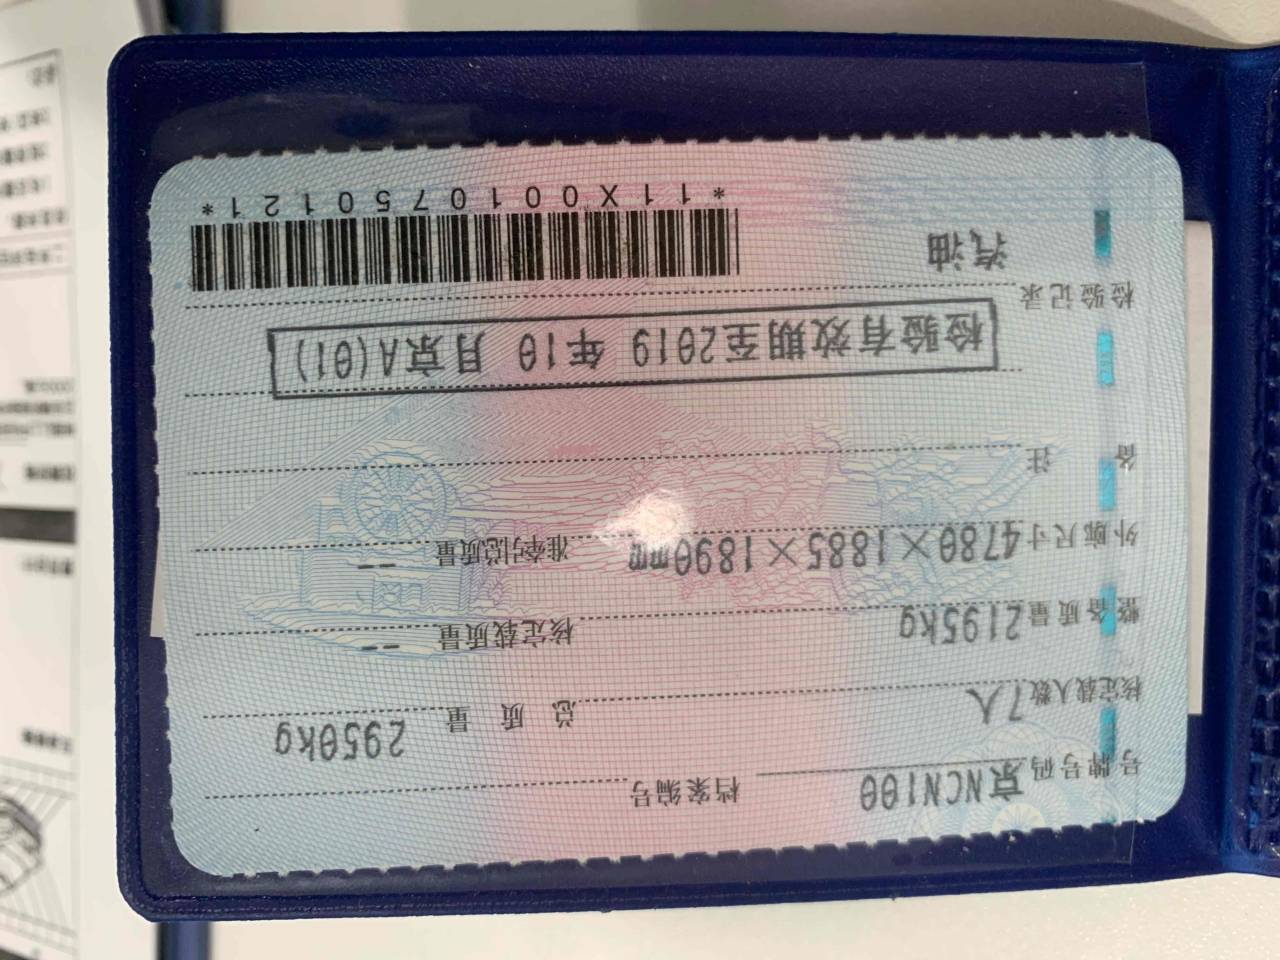 号牌号码 京NCN100 档案编号
核定载人数 7人 总质量 2950kg
整备质量 2195kg 核定载质量 --
外廓尺寸 4780×1885×1890mm 准牵引总质量 --
备注
检验有效期至2019年10月京A(01)
检验记录
汽油
*11X0010750121*